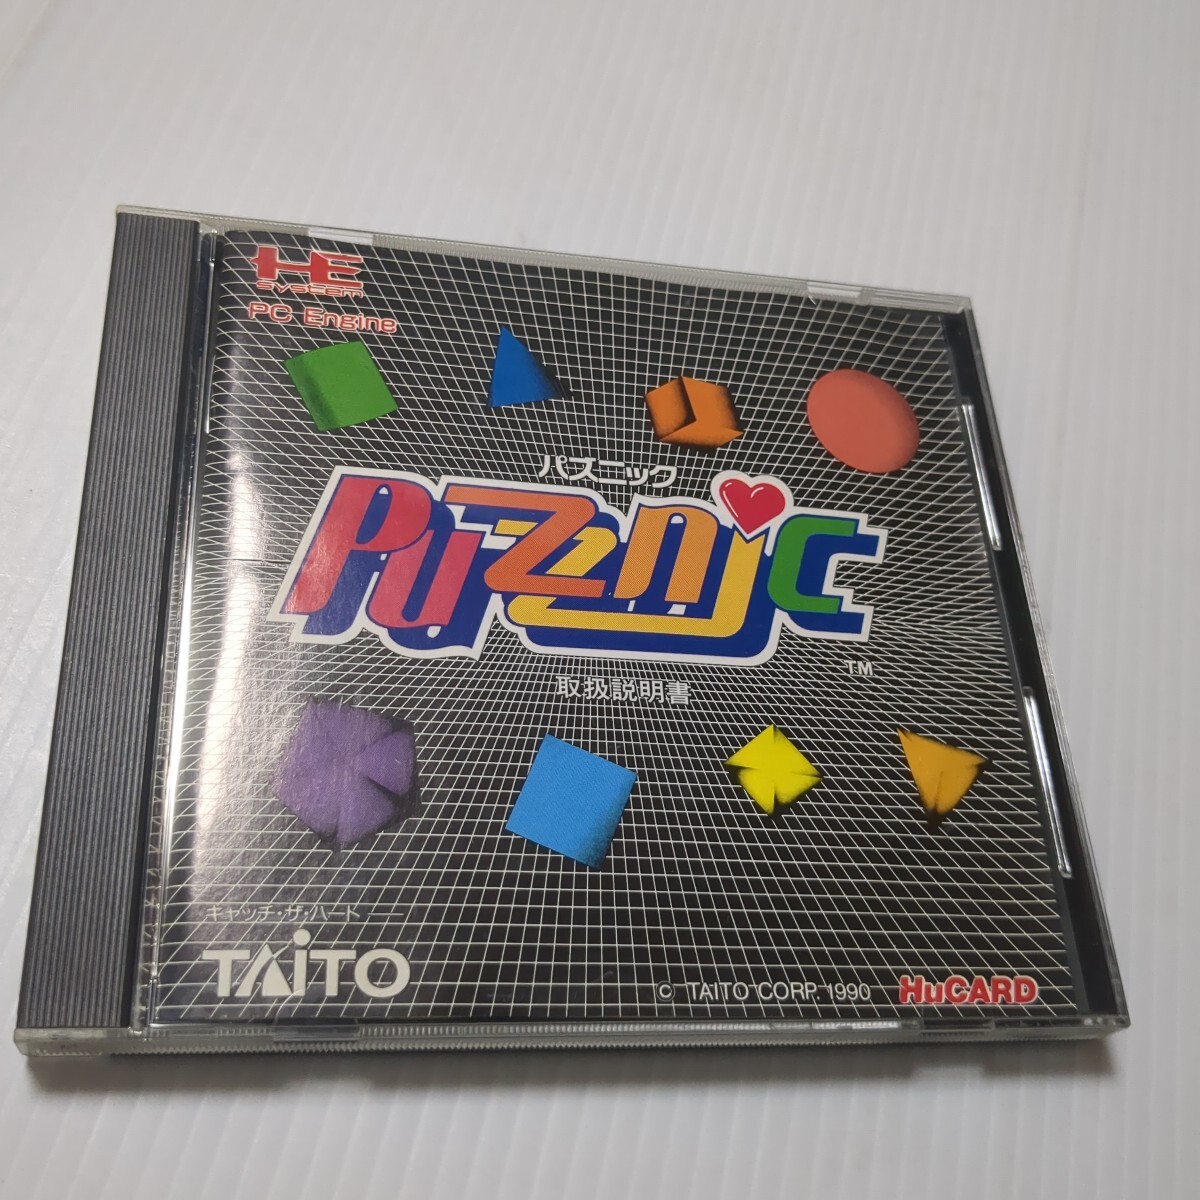 HE
SYSTEM
PC Engine
パズニック
PUZZNIC
TM
取扱説明書
キャッチ・ザ・ハート
TAITO
© TAITO CORP. 1990
HuCARD